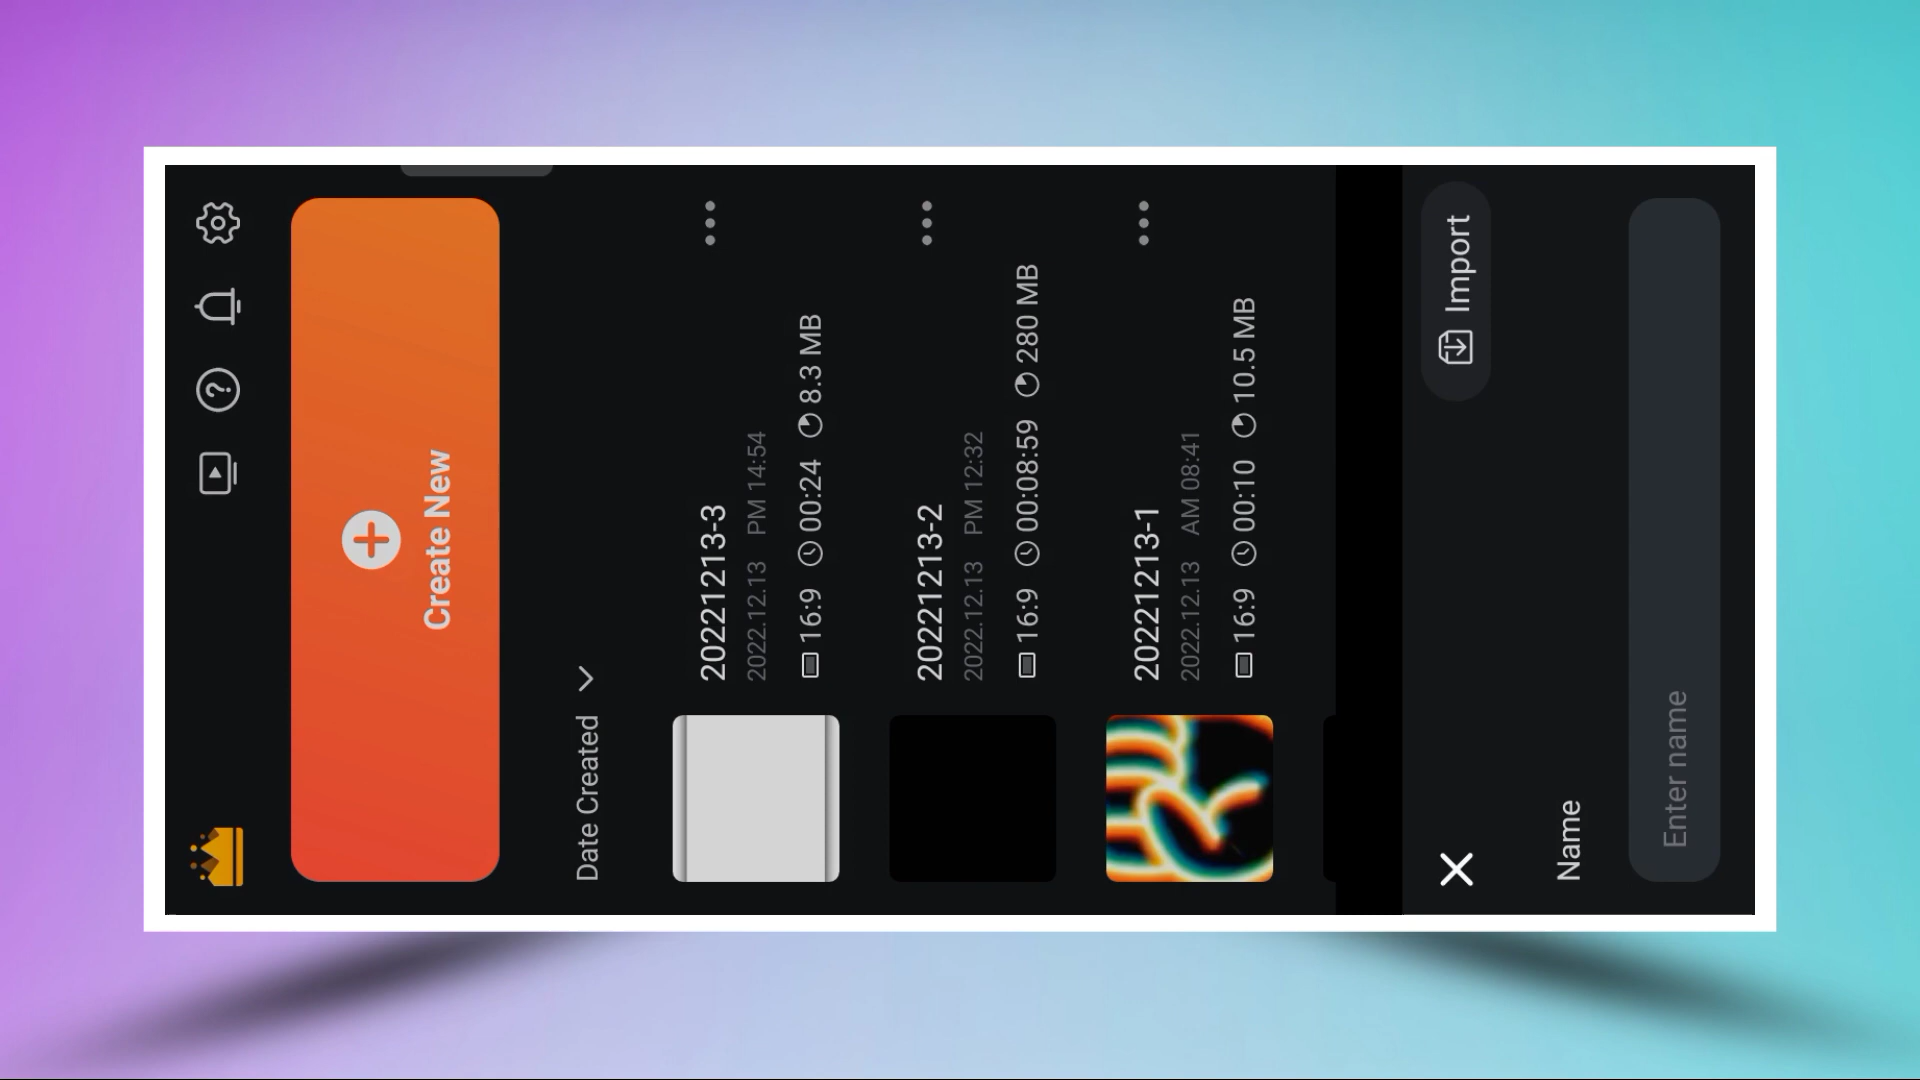 Create New
Date Created
20221213-3
2022.12.13 PM 14:54
16:9 00:24 8.3 MB
20221213-2
2022.12.13 PM 12:32
16:9 00:08:59 280 MB
20221213-1
2022.12.13 AM 08:41
16:9 00:10 10.5 MB
Import
Name
Enter name